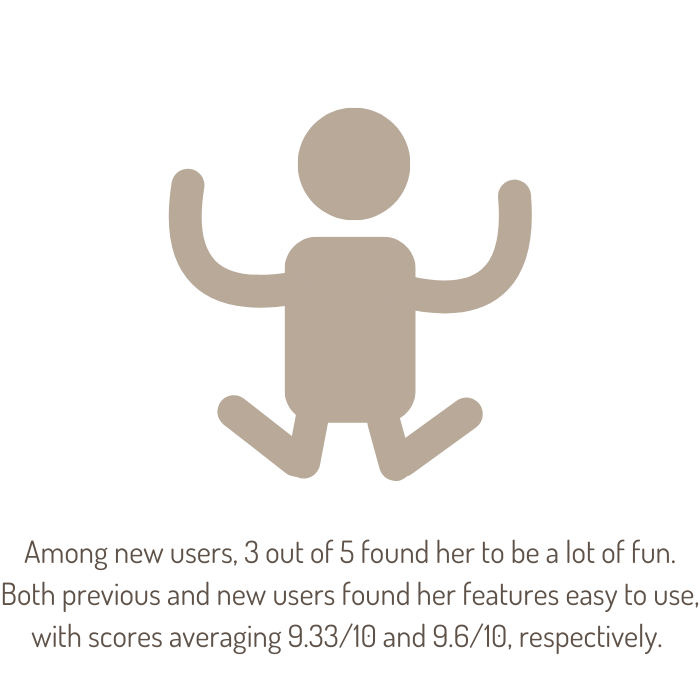 Among new users, 3 out of 5 found her to be a lot of fun.
Both previous and new users found her features easy to use,
with scores averaging 9.33/10 and 9.6/10, respectively.